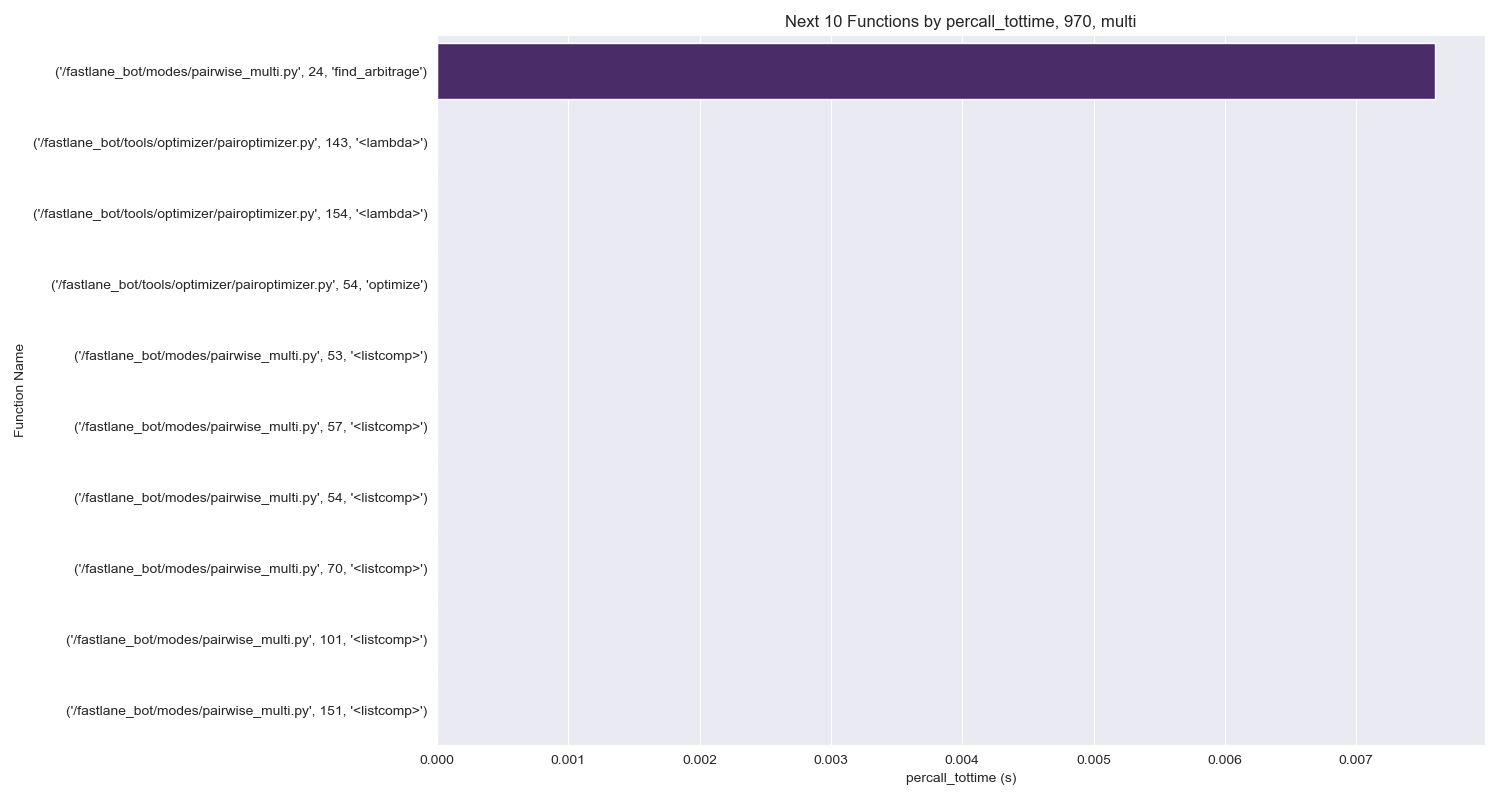 Next 10 Functions by percall_tottime, 970, multi
('/fastlane_bot/modes/pairwise_multi.py', 24, 'find_arbitrage')
('/fastlane_bot/tools/optimizer/pairoptimizer.py', 143, '<lambda>')
('/fastlane_bot/tools/optimizer/pairoptimizer.py', 154, '<lambda>')
('/fastlane_bot/tools/optimizer/pairoptimizer.py', 54, 'optimize')
('/fastlane_bot/modes/pairwise_multi.py', 53, '<listcomp>')
('/fastlane_bot/modes/pairwise_multi.py', 57, '<listcomp>')
('/fastlane_bot/modes/pairwise_multi.py', 54, '<listcomp>')
('/fastlane_bot/modes/pairwise_multi.py', 70, '<listcomp>')
('/fastlane_bot/modes/pairwise_multi.py', 101, '<listcomp>')
('/fastlane_bot/modes/pairwise_multi.py', 151, '<listcomp>')
Function Name
0.000 0.001 0.002 0.003 0.004 0.005 0.006 0.007
percall_tottime (s)